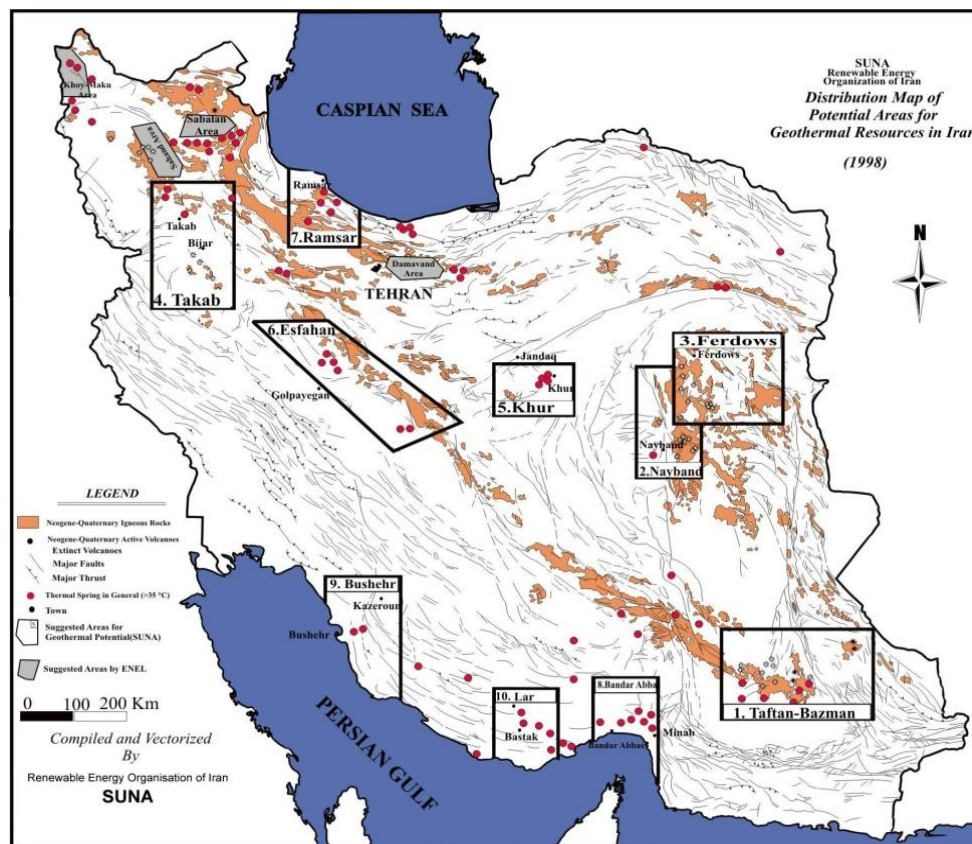 SUNA
Renewable Energy
Organization of Iran
Distribution Map of
Potential Areas for
Geothermal Resources in Iran
(1998)
CASPIAN SEA
Khoy-Maku
Area
Sabalan
Area
Sahand Area
Ramsar
7.Ramsar
Takab
Bijar
4. Takab
Damavand
Area
TEHRAN
N
6.Esfahan
Golpayegan
Jandaq
Khur
5.Khur
3.Ferdows
Ferdows
Nayband
2.Nayband
LEGEND
Neogene-Quaternary Igneous Rocks
Neogene-Quaternary Active Volcanoes
Extinct Volcanoes
Major Faults
Major Thrust
Thermal Spring in General (>35 °C)
Town
Suggested Areas for
Geothermal Potential(SUNA)
Suggested Areas by ENEL
0 100 200 Km
Compiled and Vectorized
By
Renewable Energy Organisation of Iran
SUNA
9. Bushehr
Kazeroun
Bushehr
PERSIAN GULF
10. Lar
Bastak
8.Bandar Abba
Bandar Abbas
Minab
1. Taftan-Bazman